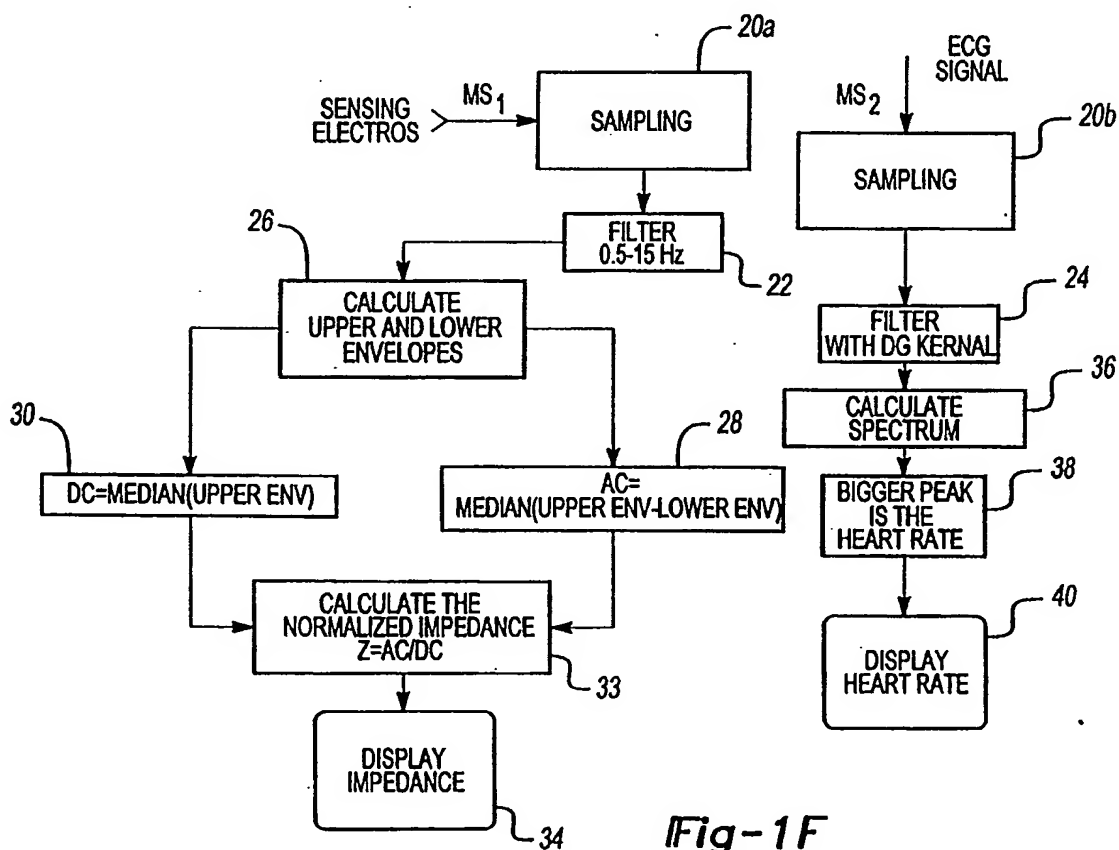 20a
ECG
SIGNAL
SENSING
ELECTROS
MS1
SAMPLING
MS2
20b
SAMPLING
26
FILTER
0.5-15 Hz
22
CALCULATE
UPPER AND LOWER
ENVELOPES
24
FILTER
WITH DG KERNAL
36
CALCULATE
SPECTRUM
30
28
DC=MEDIAN(UPPER ENV)
AC=
MEDIAN(UPPER ENV-LOWER ENV)
38
BIGGER PEAK
IS THE
HEART RATE
CALCULATE THE
NORMALIZED IMPEDANCE
Z=AC/DC
33
40
DISPLAY
HEART RATE
DISPLAY
IMPEDANCE
34
Fig-1F